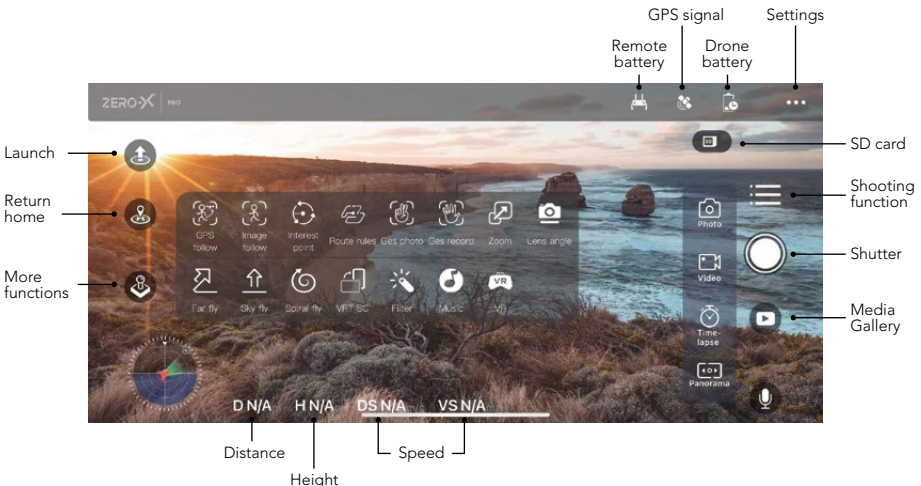 GPS signal
Settings
Remote
battery
Drone
battery
ZERO-X PRO
SD
SD card
Launch
Return
home
More
functions
GPS
follow
Image
follow
Interest
point
Route rules
Ges photo
Ges record
Zoom
Lens angle
Far fly
Sky fly
Spiral fly
VRT SC
Filter
Music
VR
VR
Photo
Video
Time-
lapse
Panorama
Shooting
function
Shutter
Media
Gallery
D N/A H N/A DS N/A VS N/A
Distance
Speed
Height